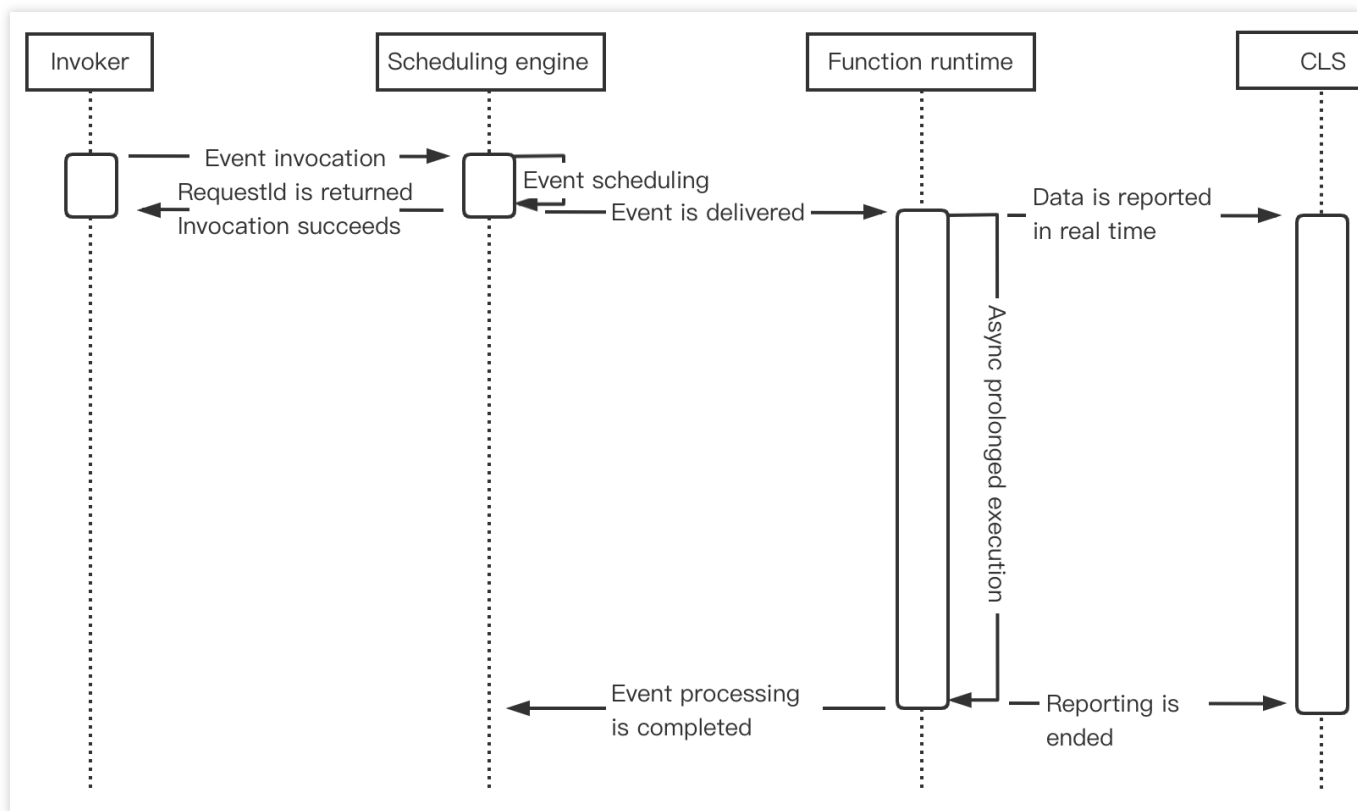 Invoker
Scheduling engine
Function runtime
CLS
Event invocation
RequestId is returned
Invocation succeeds
Event scheduling
Event is delivered
Data is reported
in real time
Async prolonged execution
Event processing
is completed
Reporting is
ended